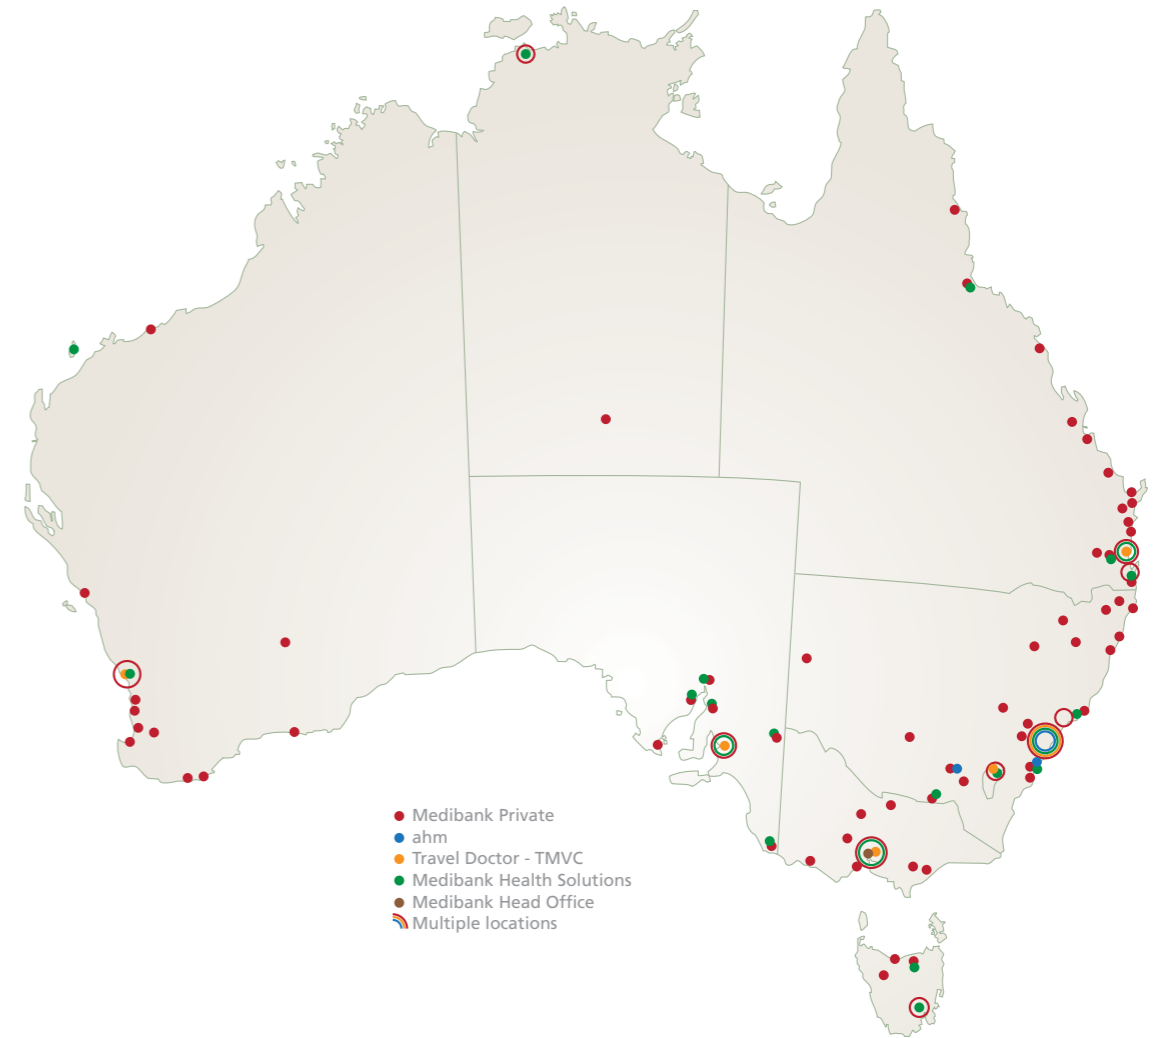 Medibank Private
ahm
Travel Doctor - TMVC
Medibank Health Solutions
Medibank Head Office
Multiple locations